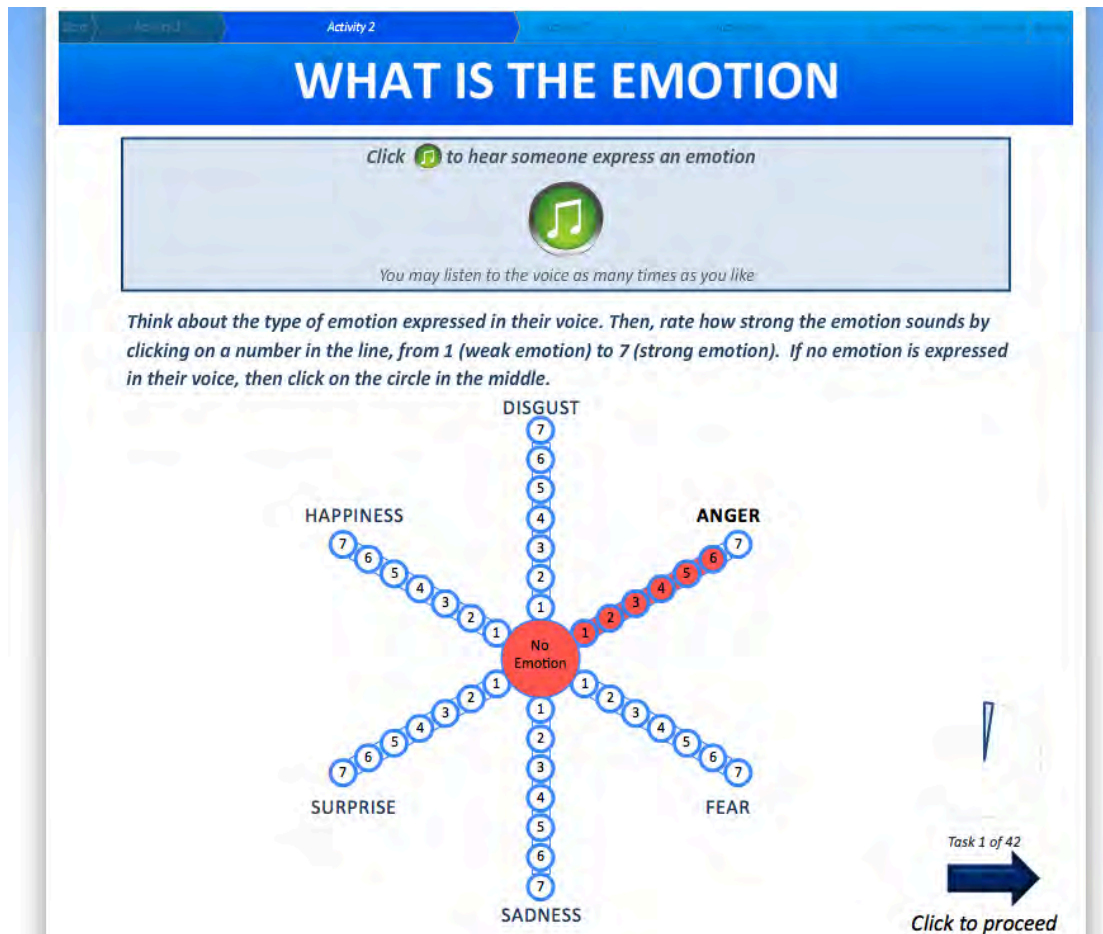 Activity 2
WHAT IS THE EMOTION
Click to hear someone express an emotion
You may listen to the voice as many times as you like
Think about the type of emotion expressed in their voice. Then, rate how strong the emotion sounds by
clicking on a number in the line, from 1 (weak emotion) to 7 (strong emotion). If no emotion is expressed
in their voice, then click on the circle in the middle.
DISGUST
7
6
5
4
3
2
1
HAPPINESS
7
6
5
4
3
2
1
ANGER
7
6
5
4
3
2
1
No
Emotion
1
2
3
4
5
6
7
SURPRISE
1
2
3
4
5
6
7
FEAR
1
2
3
4
5
6
7
SADNESS
Task 1 of 42
Click to proceed